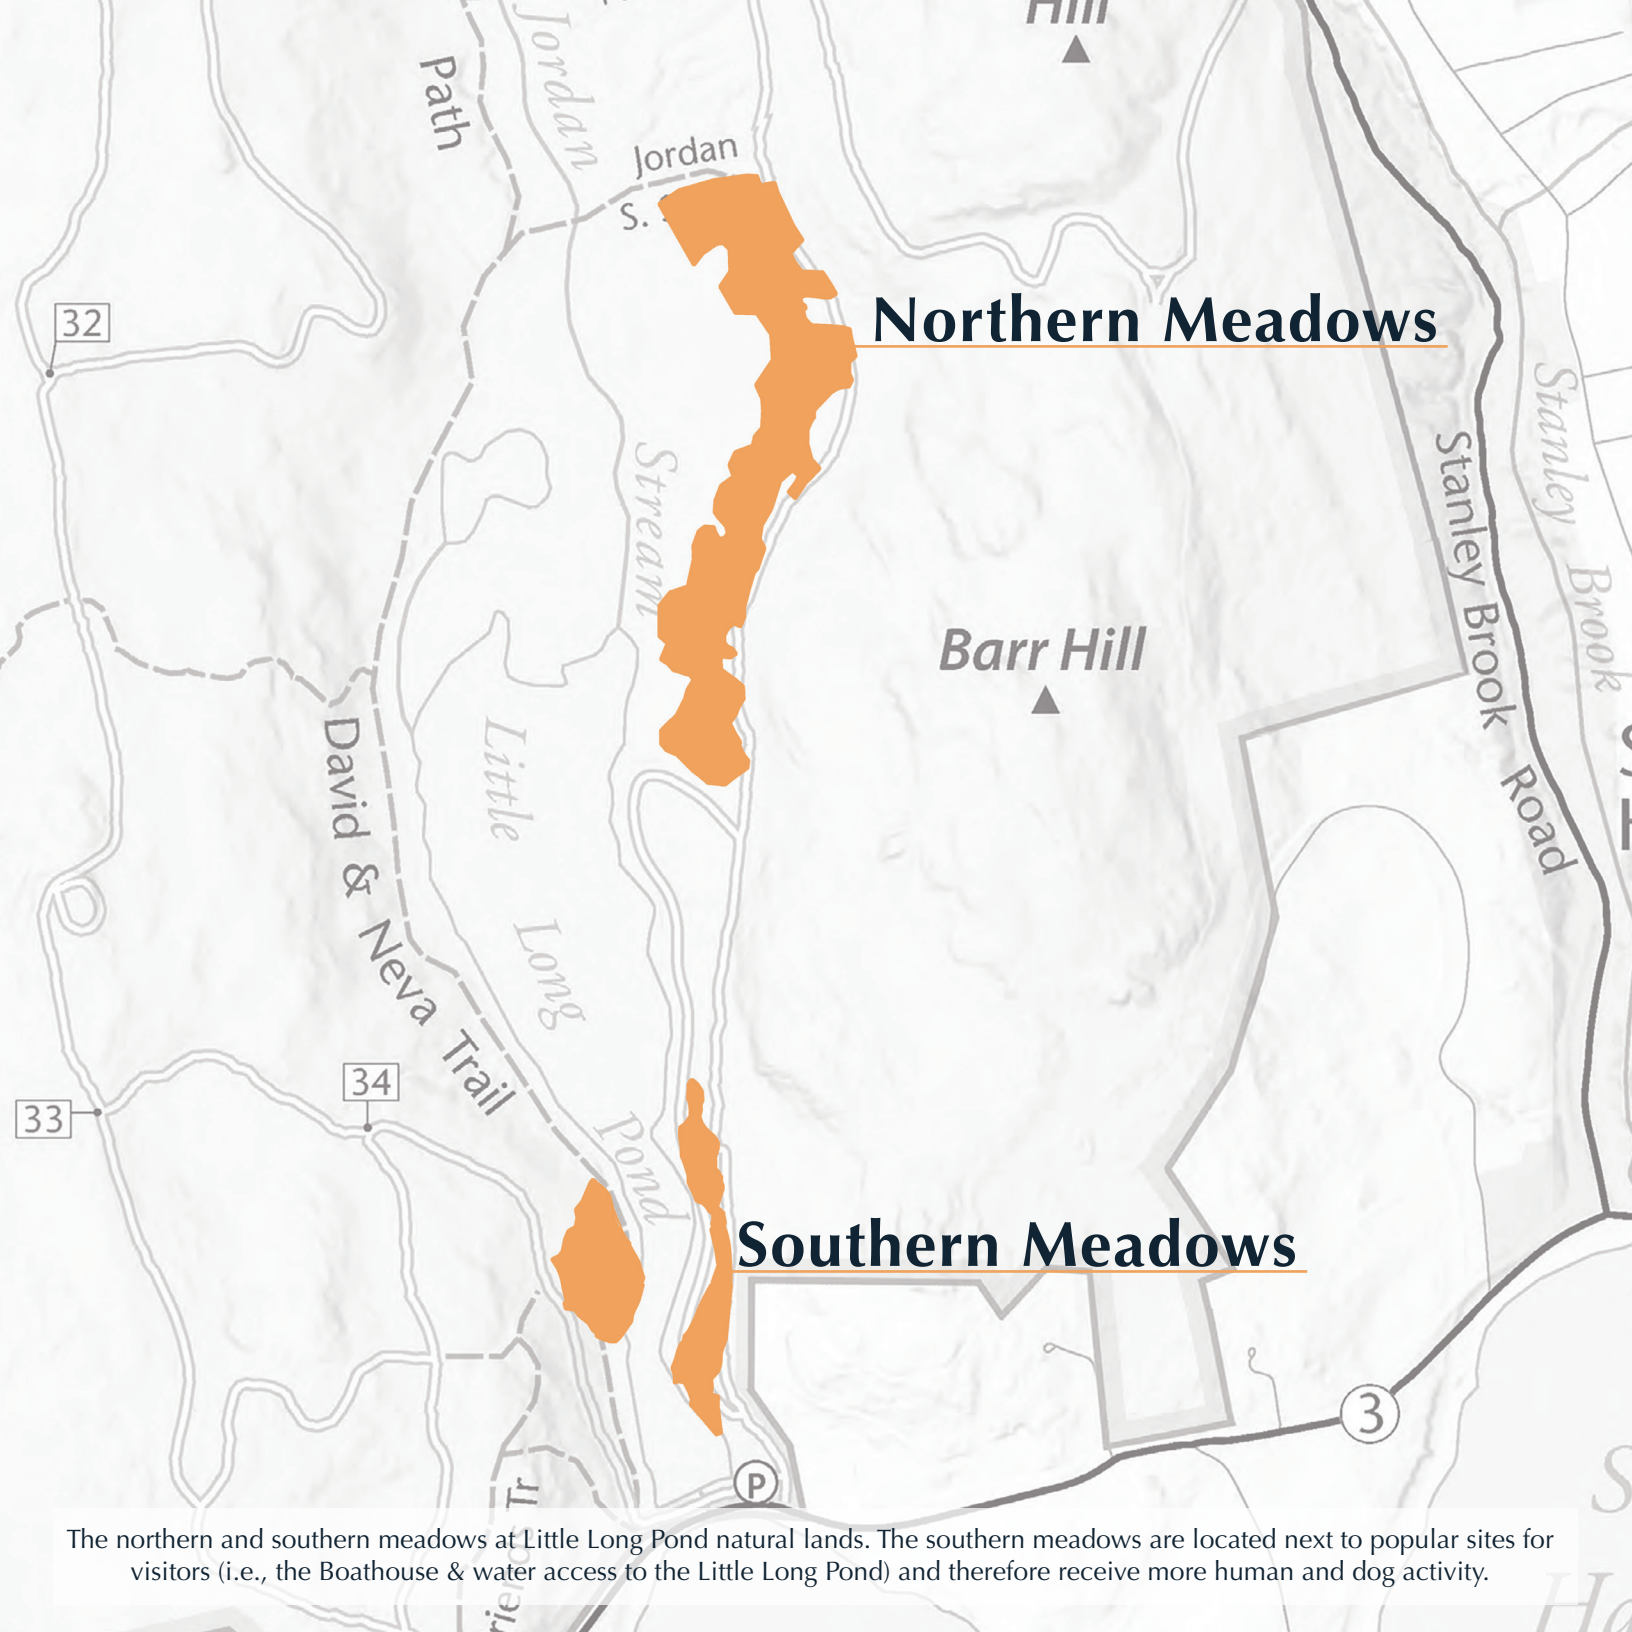 Hill
Path
Jordan
Stream
Jordan
S.
32
Northern Meadows
Stanley Brook
Stanley Brook Road
Barr Hill
David & Neva Trail
Little Long Pond
34
33
Southern Meadows
3
P
Tr
The northern and southern meadows at Little Long Pond natural lands. The southern meadows are located next to popular sites for
visitors (i.e., the Boathouse & water access to the Little Long Pond) and therefore receive more human and dog activity.